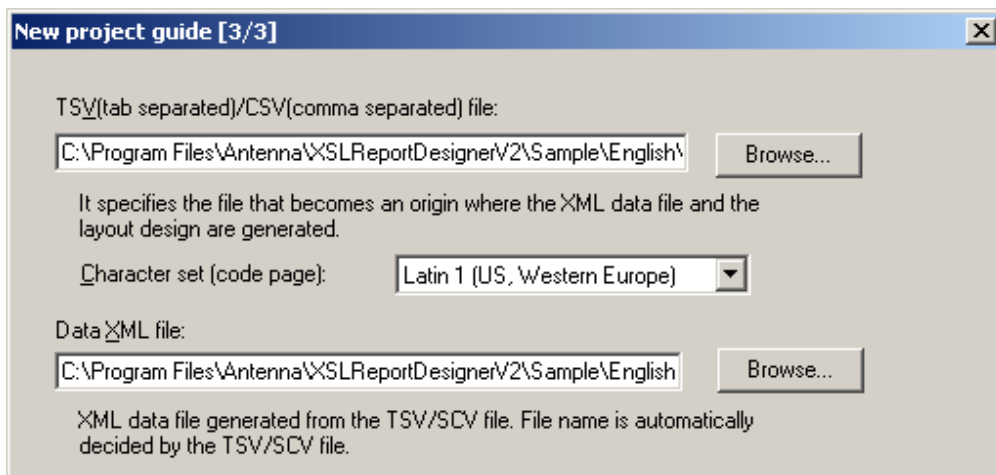 New project guide [3/3]
TSV(tab separated)/CSV(comma separated) file:
C:\Program Files\Antenna\XSLReportDesignerV2\Sample\English\
Browse...
It specifies the file that becomes an origin where the XML data file and the
layout design are generated.
Character set (code page):
Latin 1 (US, Western Europe)
Data XML file:
C:\Program Files\Antenna\XSLReportDesignerV2\Sample\English
Browse...
XML data file generated from the TSV/SCV file. File name is automatically
decided by the TSV/SCV file.